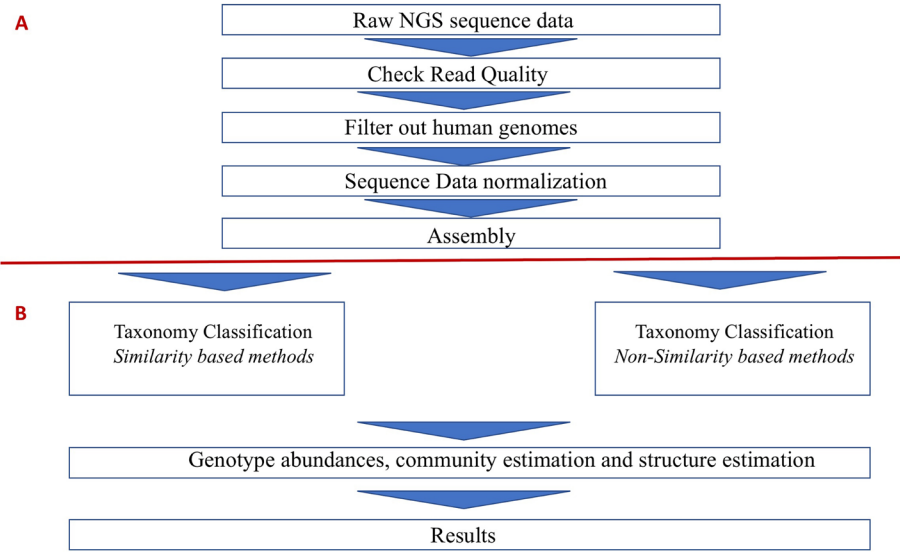 A
Raw NGS sequence data
Check Read Quality
Filter out human genomes
Sequence Data normalization
Assembly
B
Taxonomy Classification
Similarity based methods
Taxonomy Classification
Non-Similarity based methods
Genotype abundances, community estimation and structure estimation
Results